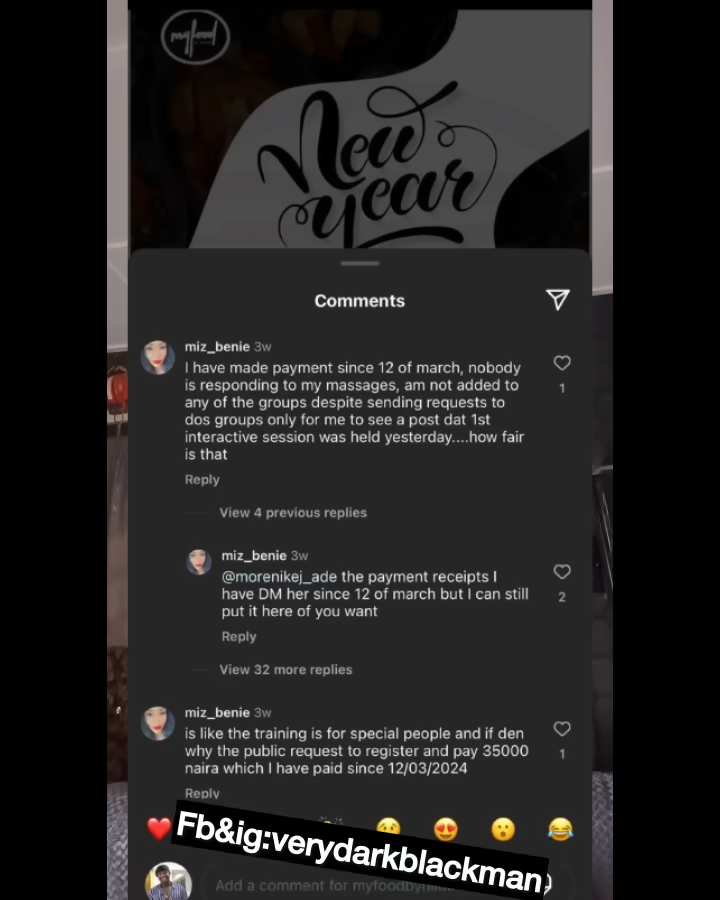 myfood
New
year
Comments
miz_benie 3w
I have made payment since 12 of march, nobody
is responding to my massages, am not added to
any of the groups despite sending requests to
dos groups only for me to see a post dat 1st
interactive session was held yesterday....how fair
is that
1
Reply
View 4 previous replies
miz_benie 3w
@morenikej_ade the payment receipts I
have DM her since 12 of march but I can still
put it here of you want
2
Reply
View 32 more replies
miz_benie 3w
is like the training is for special people and if den
why the public request to register and pay 35000
naira which I have paid since 12/03/2024
1
Reply
Fb&ig:verydarkblackman
Add a comment for